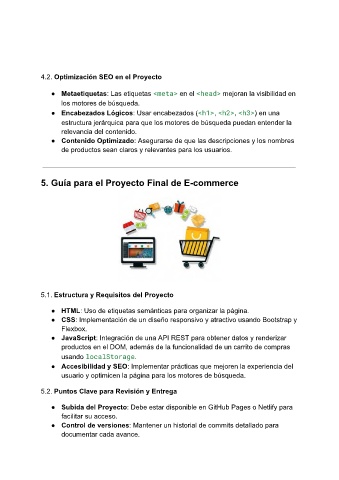 4.2. Optimización SEO en el Proyecto
● Metaetiquetas: Las etiquetas <meta> en el <head> mejoran la visibilidad en
los motores de búsqueda.
● Encabezados Lógicos: Usar encabezados (<h1>, <h2>, <h3>) en una
estructura jerárquica para que los motores de búsqueda puedan entender la
relevancia del contenido.
● Contenido Optimizado: Asegurarse de que las descripciones y los nombres
de productos sean claros y relevantes para los usuarios.
5. Guía para el Proyecto Final de E-commerce
5.1. Estructura y Requisitos del Proyecto
● HTML: Uso de etiquetas semánticas para organizar la página.
● CSS: Implementación de un diseño responsivo y atractivo usando Bootstrap y
Flexbox.
● JavaScript: Integración de una API REST para obtener datos y renderizar
productos en el DOM, además de la funcionalidad de un carrito de compras
usando localStorage.
● Accesibilidad y SEO: Implementar prácticas que mejoren la experiencia del
usuario y optimicen la página para los motores de búsqueda.
5.2. Puntos Clave para Revisión y Entrega
● Subida del Proyecto: Debe estar disponible en GitHub Pages o Netlify para
facilitar su acceso.
● Control de versiones: Mantener un historial de commits detallado para
documentar cada avance.